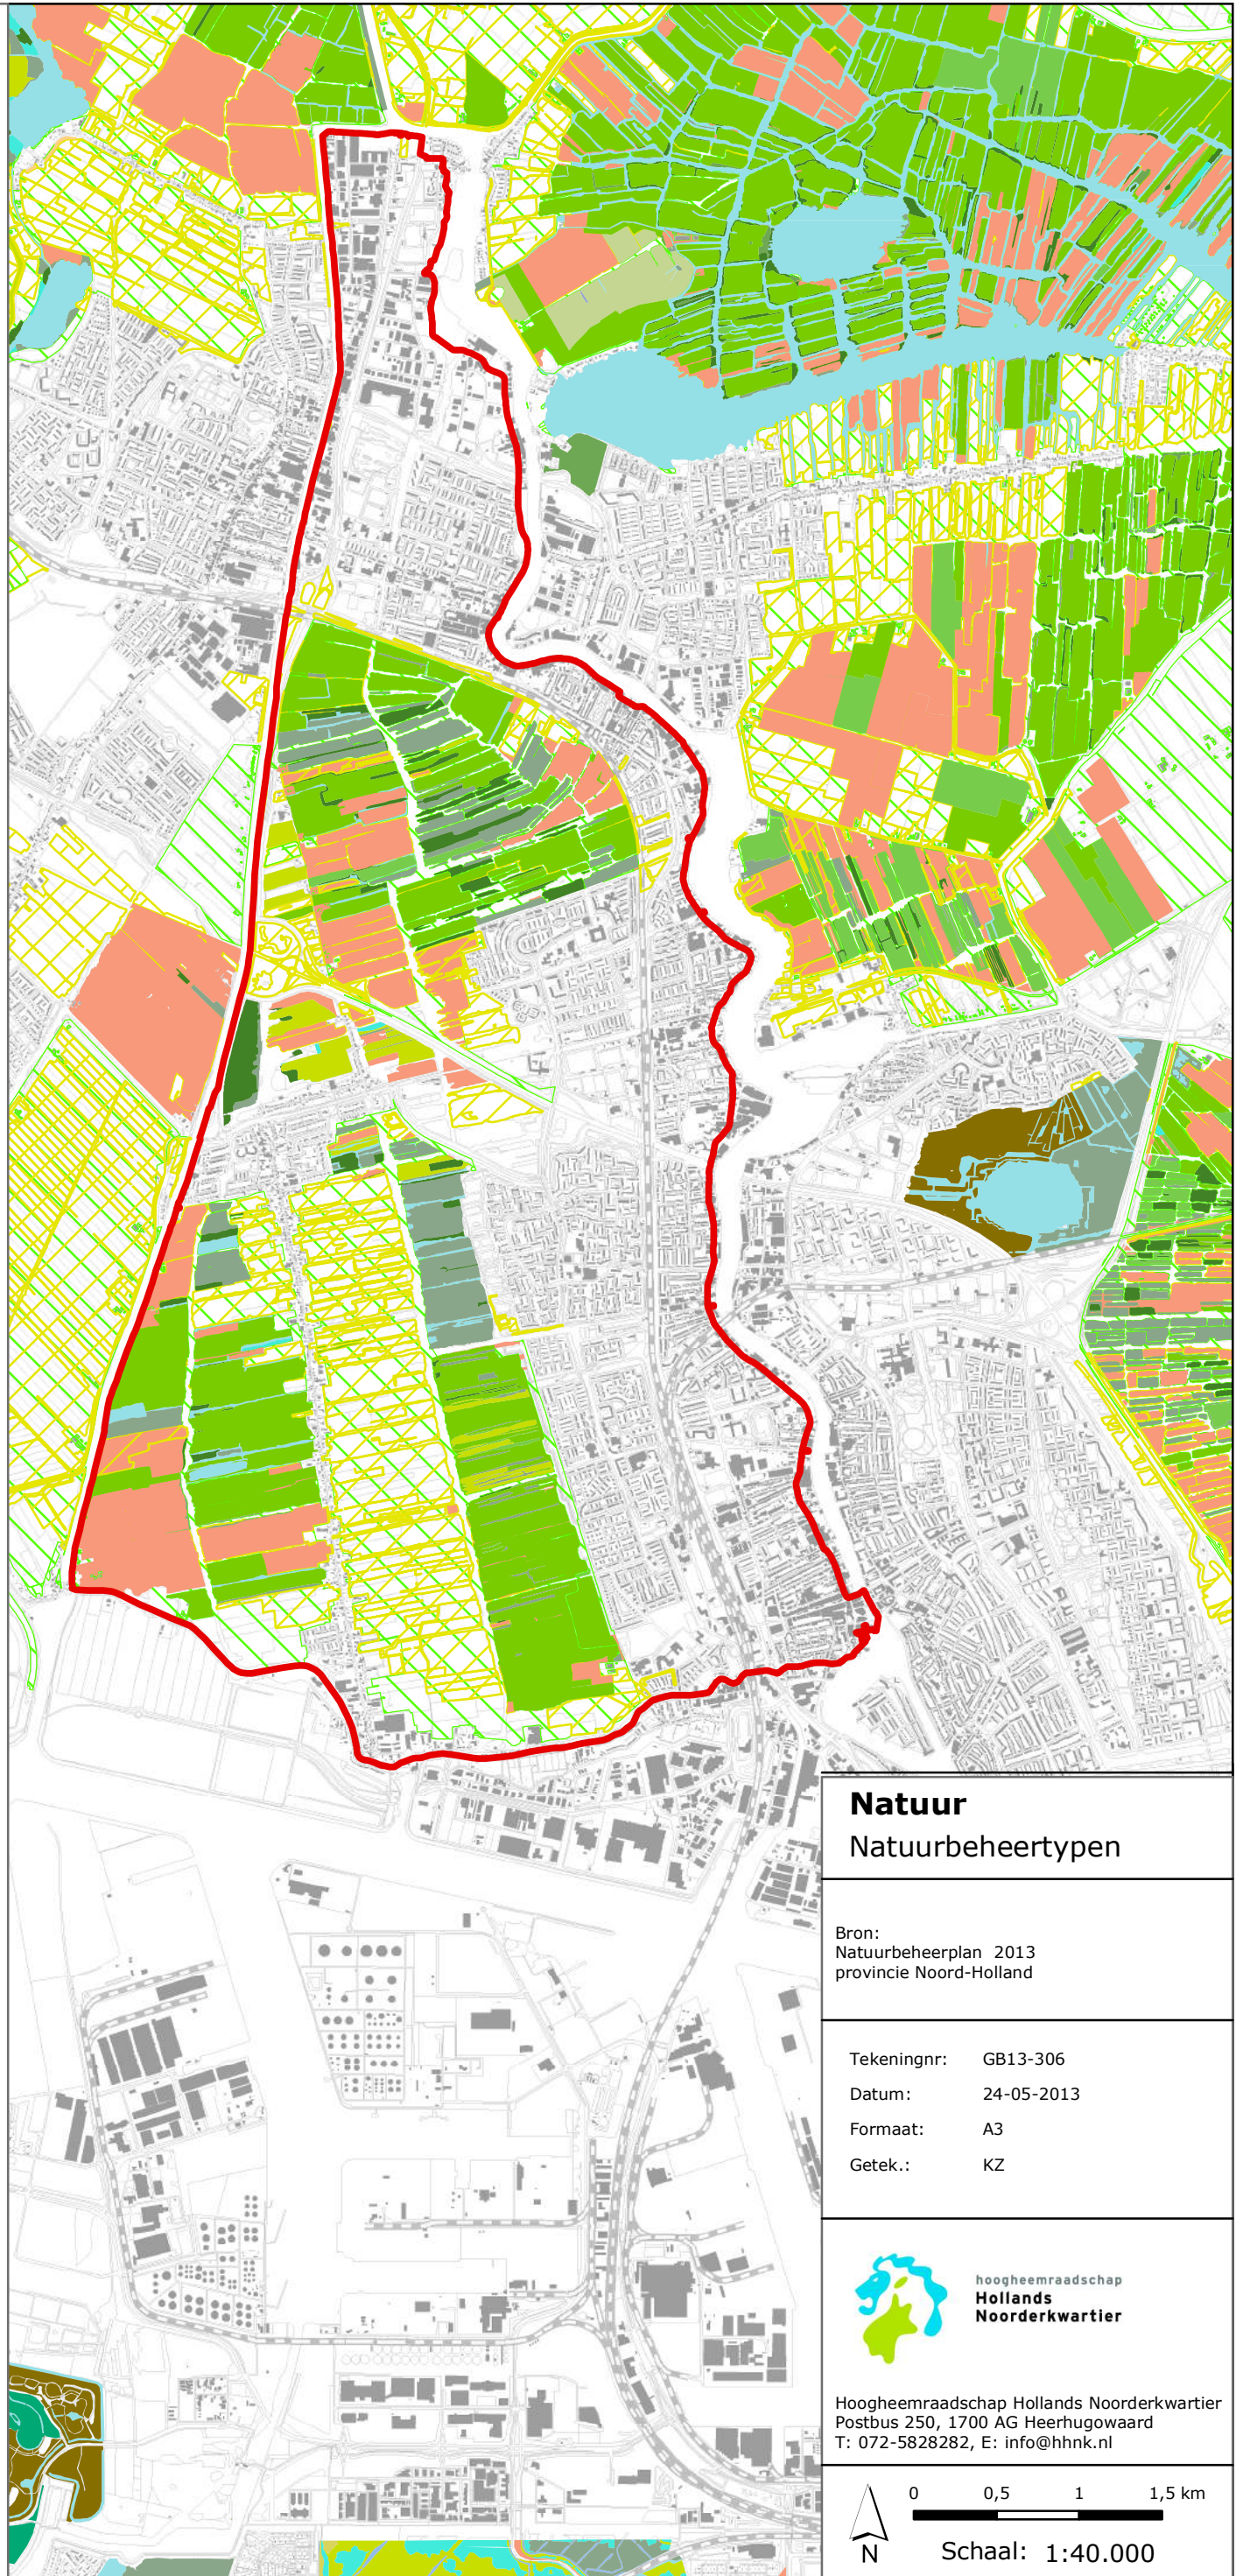 Natuur
Natuurbeheertypen
Bron:
Natuurbeheerplan 2013
provincie Noord-Holland
Tekeningnr: GB13-306
Datum: 24-05-2013
Formaat: A3
Getek.: KZ
hoogheemraadschap
Hollands
Noorderkwartier
Hoogheemraadschap Hollands Noorderkwartier
Postbus 250, 1700 AG Heerhugowaard
T: 072-5828282, E: info@hhnk.nl
0 0,5 1 1,5 km
N
Schaal: 1:40.000